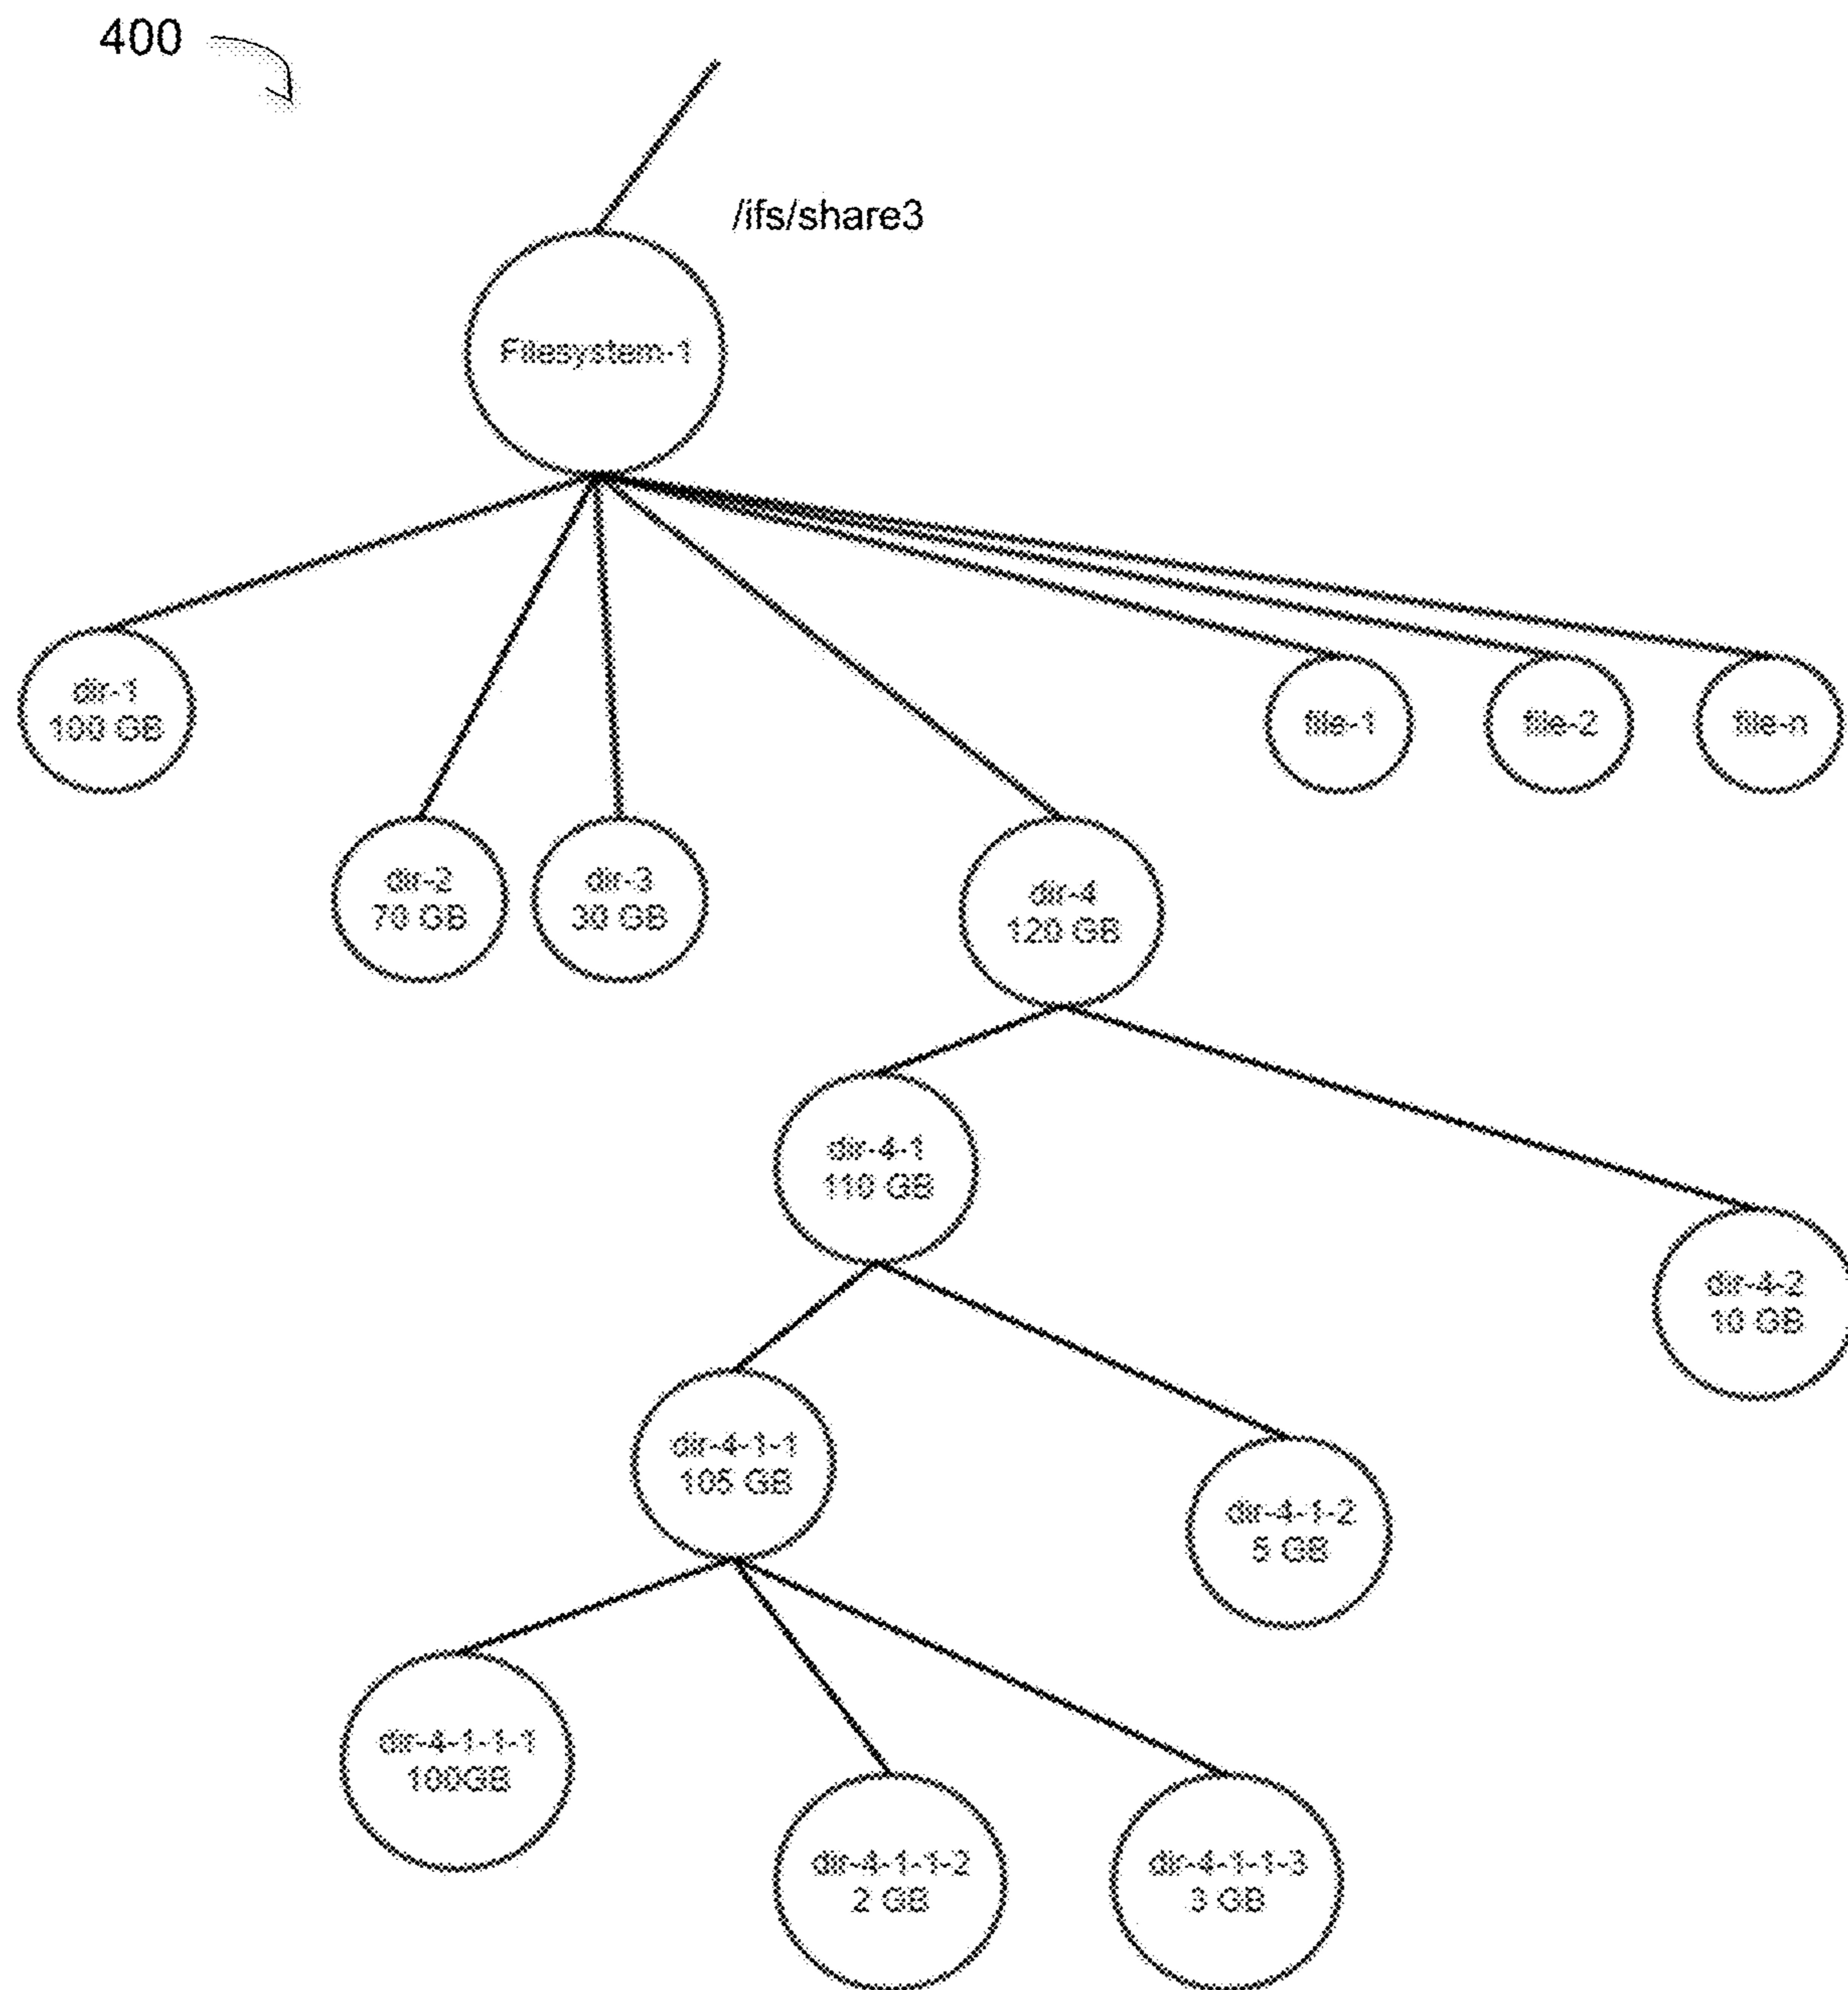 400
/ifs/share3
Filesystem-1
dir-1
100 GB
file-1
file-2
file-n
dir-2
70 GB
dir-3
30 GB
dir-4
120 GB
dir-4-1
110 GB
dir-4-2
10 GB
dir-4-1-1
105 GB
dir-4-1-2
5 GB
dir-4-1-1-1
100GB
dir-4-1-1-2
2 GB
dir-4-1-1-3
3 GB